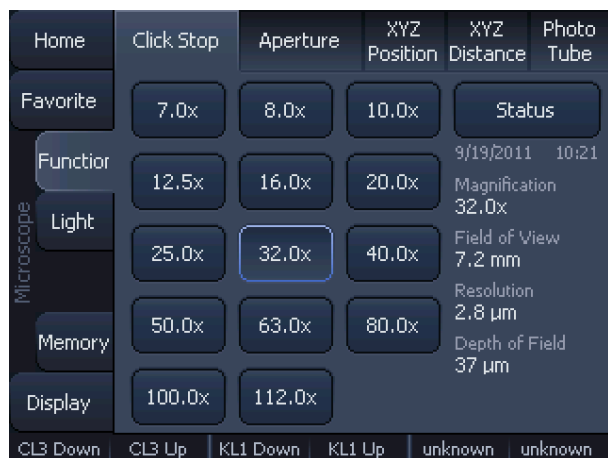 Home
Click Stop
Aperture
XYZ
Position
XYZ
Distance
Photo
Tube
Favorite
Function
Light
Microscope
Memory
Display
7.0x
8.0x
10.0x
12.5x
16.0x
20.0x
25.0x
32.0x
40.0x
50.0x
63.0x
80.0x
100.0x
112.0x
Status
9/19/2011 10:21
Magnification
32.0x
Field of View
7.2 mm
Resolution
2.8 µm
Depth of Field
37 µm
CL3 Down
CL3 Up
KL1 Down
KL1 Up
unknown
unknown